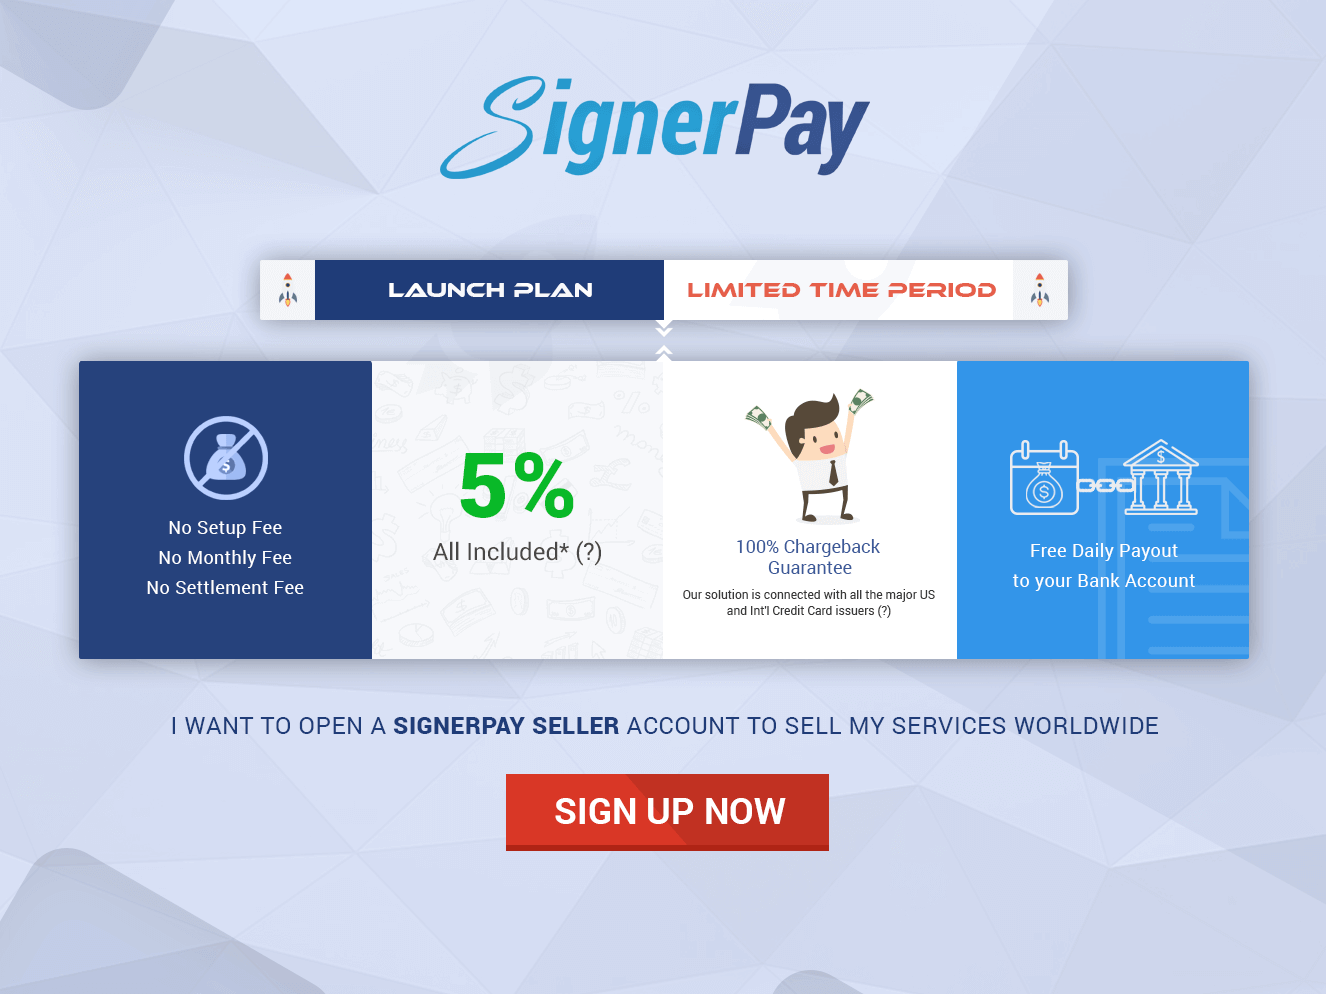 SignerPay
LAUNCH PLAN
LIMITED TIME PERIOD
No Setup Fee
No Monthly Fee
No Settlement Fee
5%
All Included* (?)
100% Chargeback
Guarantee
Our solution is connected with all the major US
and Int'l Credit Card issuers (?)
Free Daily Payout
to your Bank Account
I WANT TO OPEN A SIGNERPAY SELLER ACCOUNT TO SELL MY SERVICES WORLDWIDE
SIGN UP NOW